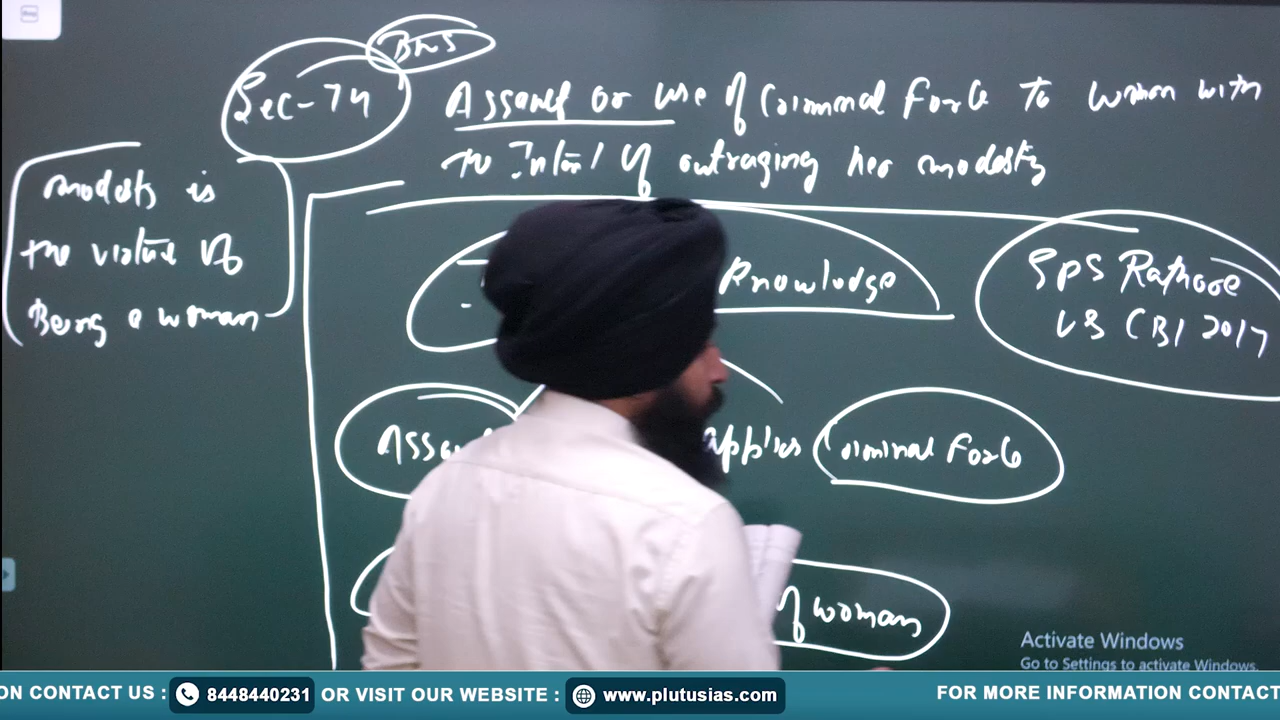 BNS
Sec-74
Assault or use of Criminal Force to woman with
the Intent of outraging her modesty
modesty is
the virtue of
Being a woman
knowledge
SPS Rathore
VS CBI 2017
Assau
applies Criminal Force
of woman
Activate Windows
Go to Settings to activate Windows.
ON CONTACT US : 8448440231 OR VISIT OUR WEBSITE : www.plutusias.com FOR MORE INFORMATION CONTACT